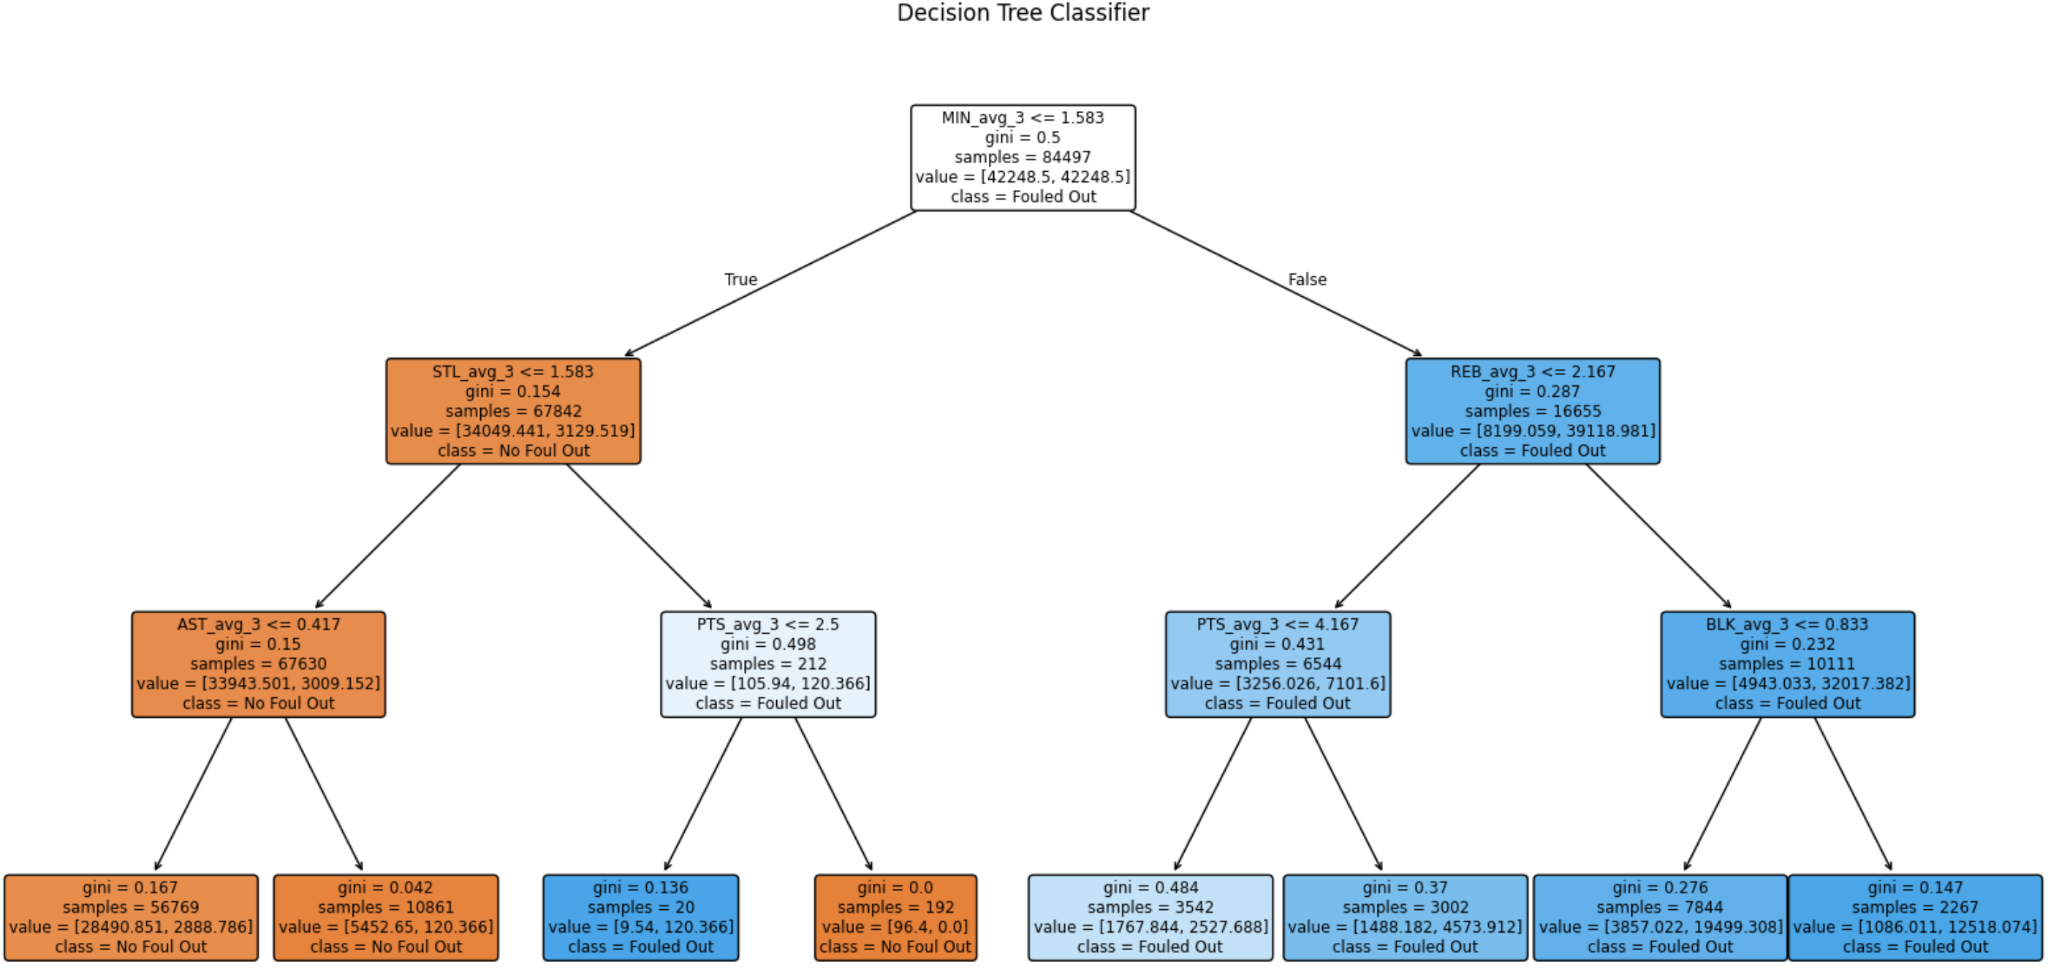 Decision Tree Classifier
MIN_avg_3 <= 1.583
gini = 0.5
samples = 84497
value = [42248.5, 42248.5]
class = Fouled Out
True
False
STL_avg_3 <= 1.583
gini = 0.154
samples = 67842
value = [34049.441, 3129.519]
class = No Foul Out
REB_avg_3 <= 2.167
gini = 0.287
samples = 16655
value = [8199.059, 39118.981]
class = Fouled Out
AST_avg_3 <= 0.417
gini = 0.15
samples = 67630
value = [33943.501, 3009.152]
class = No Foul Out
PTS_avg_3 <= 2.5
gini = 0.498
samples = 212
value = [105.94, 120.366]
class = Fouled Out
PTS_avg_3 <= 4.167
gini = 0.431
samples = 6544
value = [3256.026, 7101.6]
class = Fouled Out
BLK_avg_3 <= 0.833
gini = 0.232
samples = 10111
value = [4943.033, 32017.382]
class = Fouled Out
gini = 0.167
samples = 56769
value = [28490.851, 2888.786]
class = No Foul Out
gini = 0.042
samples = 10861
value = [5452.65, 120.366]
class = No Foul Out
gini = 0.136
samples = 20
value = [9.54, 120.366]
class = Fouled Out
gini = 0.0
samples = 192
value = [96.4, 0.0]
class = No Foul Out
gini = 0.484
samples = 3542
value = [1767.844, 2527.688]
class = Fouled Out
gini = 0.37
samples = 3002
value = [1488.182, 4573.912]
class = Fouled Out
gini = 0.276
samples = 7844
value = [3857.022, 19499.308]
class = Fouled Out
gini = 0.147
samples = 2267
value = [1086.011, 12518.074]
class = Fouled Out